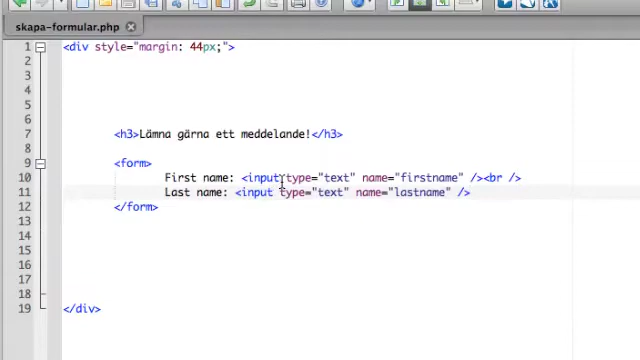 skapa-formular.php
1 <div style="margin: 44px;">
2
3
4
5
6
7 <h3>Lämna gärna ett meddelande!</h3>
8
9 <form>
10 First name: <input type="text" name="firstname" /><br />
11 Last name: <input type="text" name="lastname" />
12 </form>
13
14
15
16
17
18
19 </div>